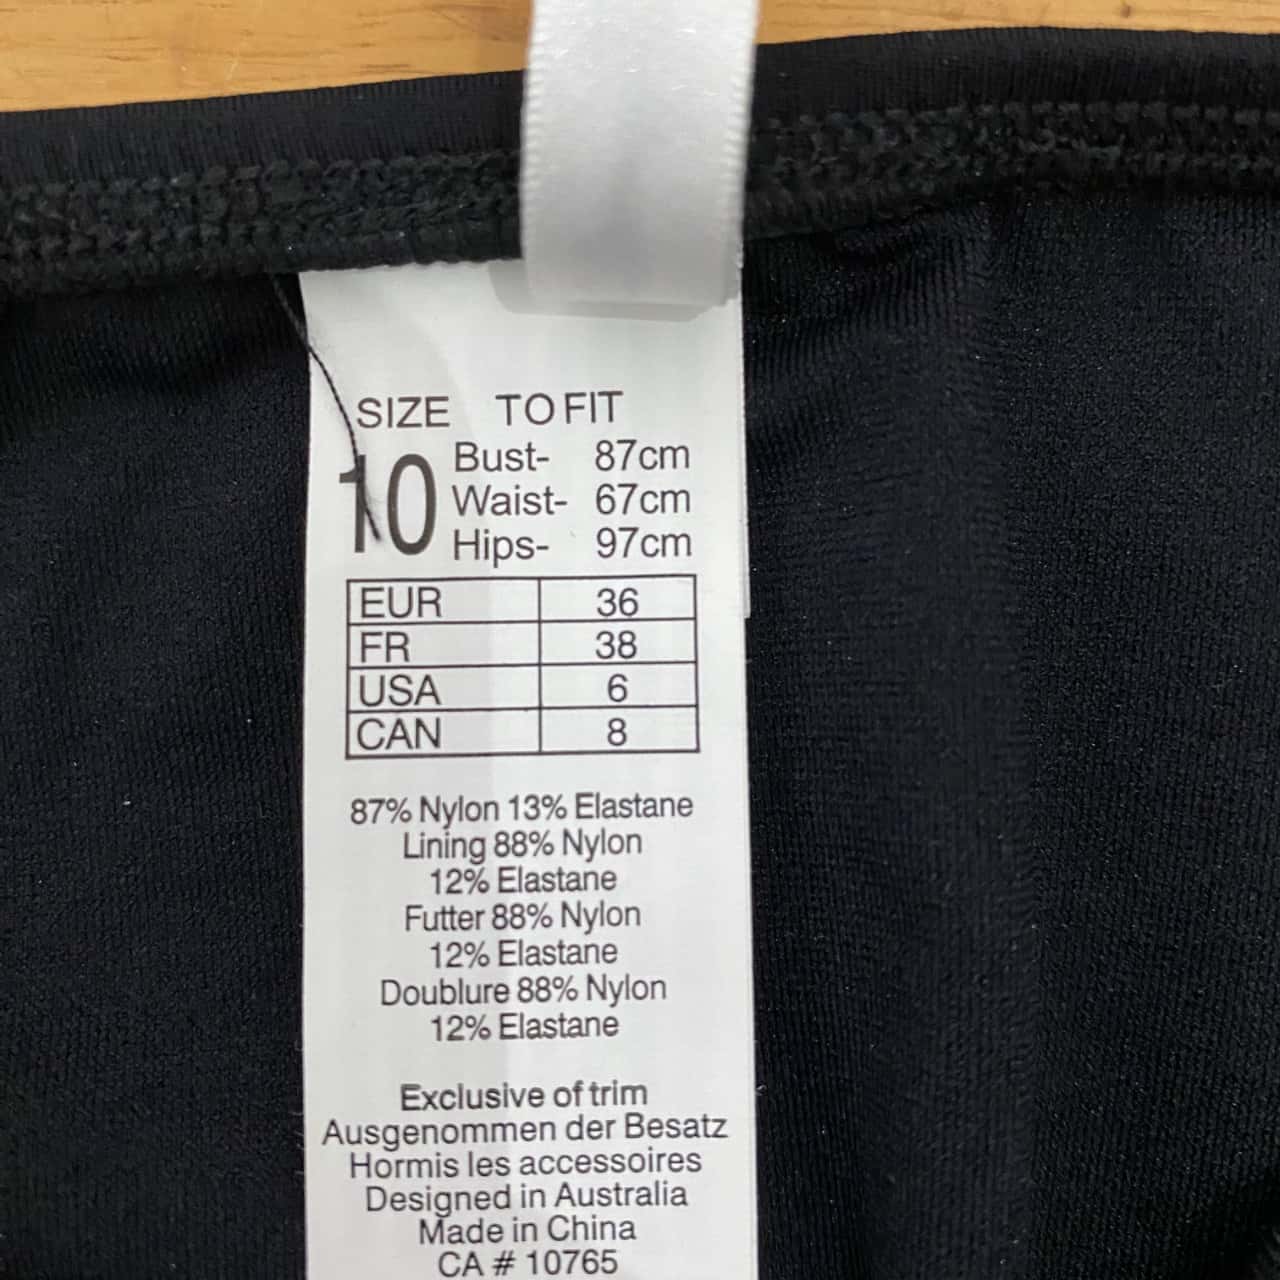 SIZE TO FIT
10
Bust- 87cm
Waist- 67cm
Hips- 97cm
EUR 36
FR 38
USA 6
CAN 8
87% Nylon 13% Elastane
Lining 88% Nylon
12% Elastane
Futter 88% Nylon
12% Elastane
Doublure 88% Nylon
12% Elastane
Exclusive of trim
Ausgenommen der Besatz
Hormis les accessoires
Designed in Australia
Made in China
CA # 10765